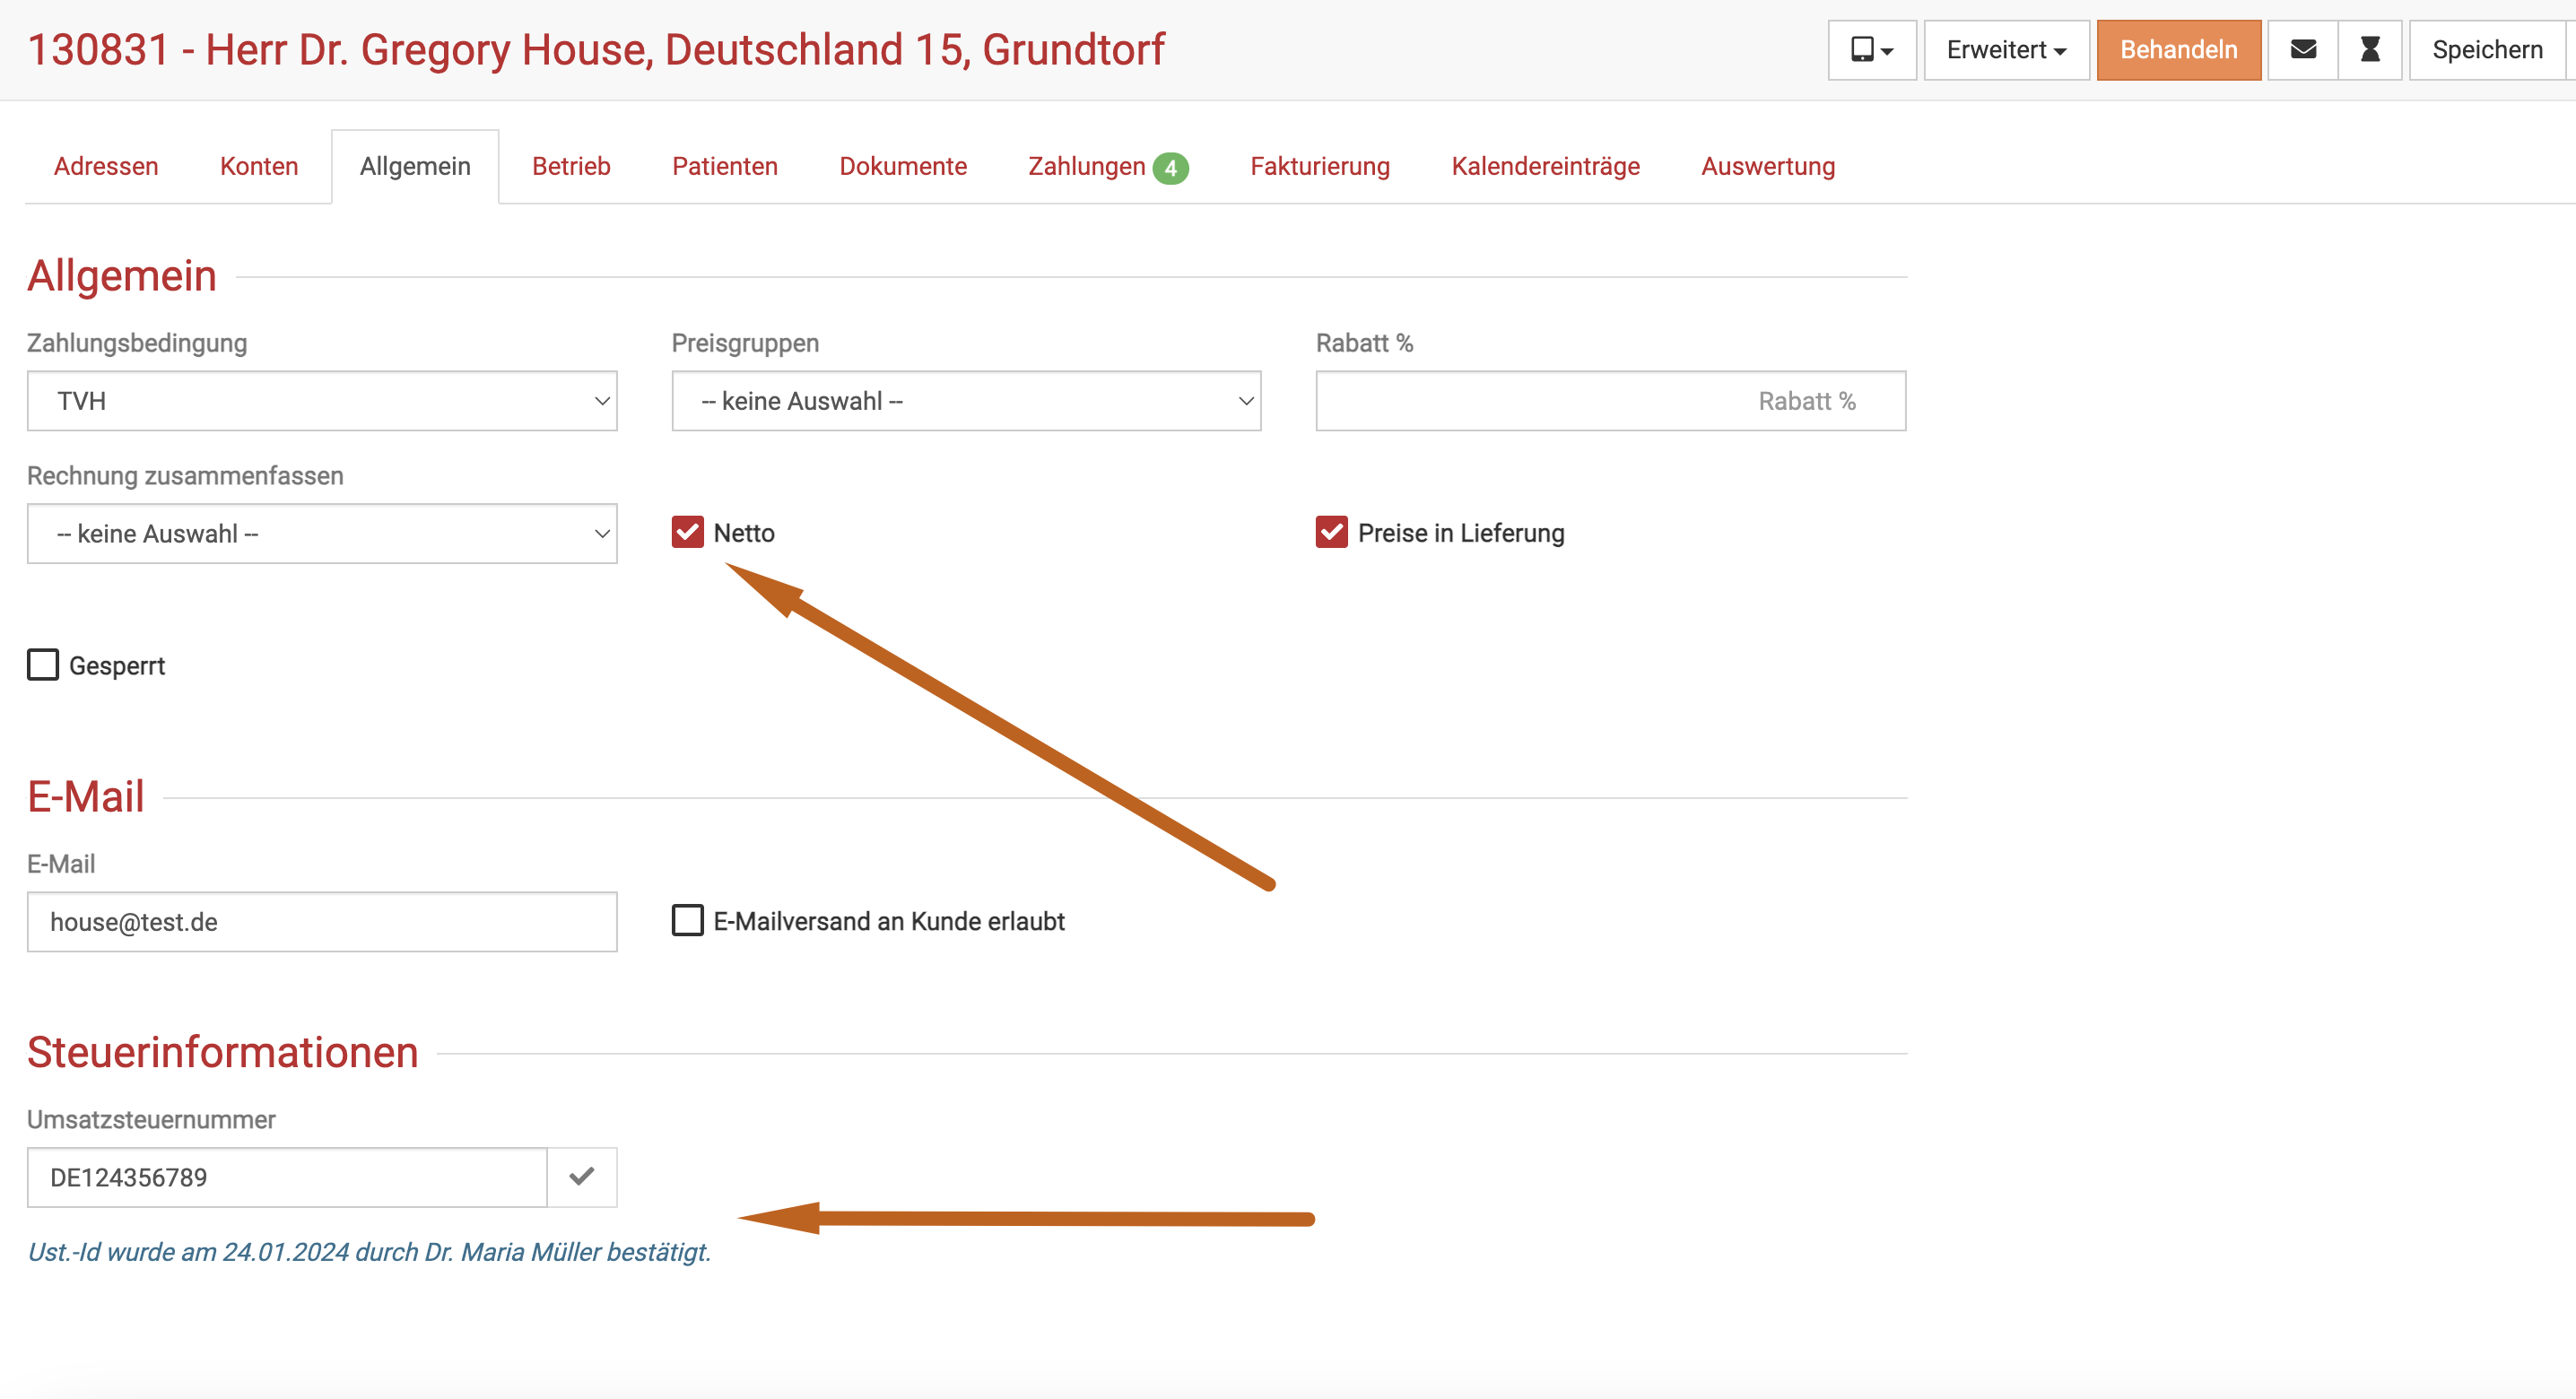 130831 - Herr Dr. Gregory House, Deutschland 15, Grundtorf
Erweitert
Behandeln
Speichern
Adressen
Konten
Allgemein
Betrieb
Patienten
Dokumente
Zahlungen 4
Fakturierung
Kalendereinträge
Auswertung
Allgemein
Zahlungsbedingung
Preisgruppen
Rabatt %
TVH
-- keine Auswahl --
Rabatt %
Rechnung zusammenfassen
-- keine Auswahl --
Netto
Preise in Lieferung
Gesperrt
E-Mail
E-Mail
house@test.de
E-Mailversand an Kunde erlaubt
Steuerinformationen
Umsatzsteuernummer
DE124356789
Ust.-Id wurde am 24.01.2024 durch Dr. Maria Müller bestätigt.